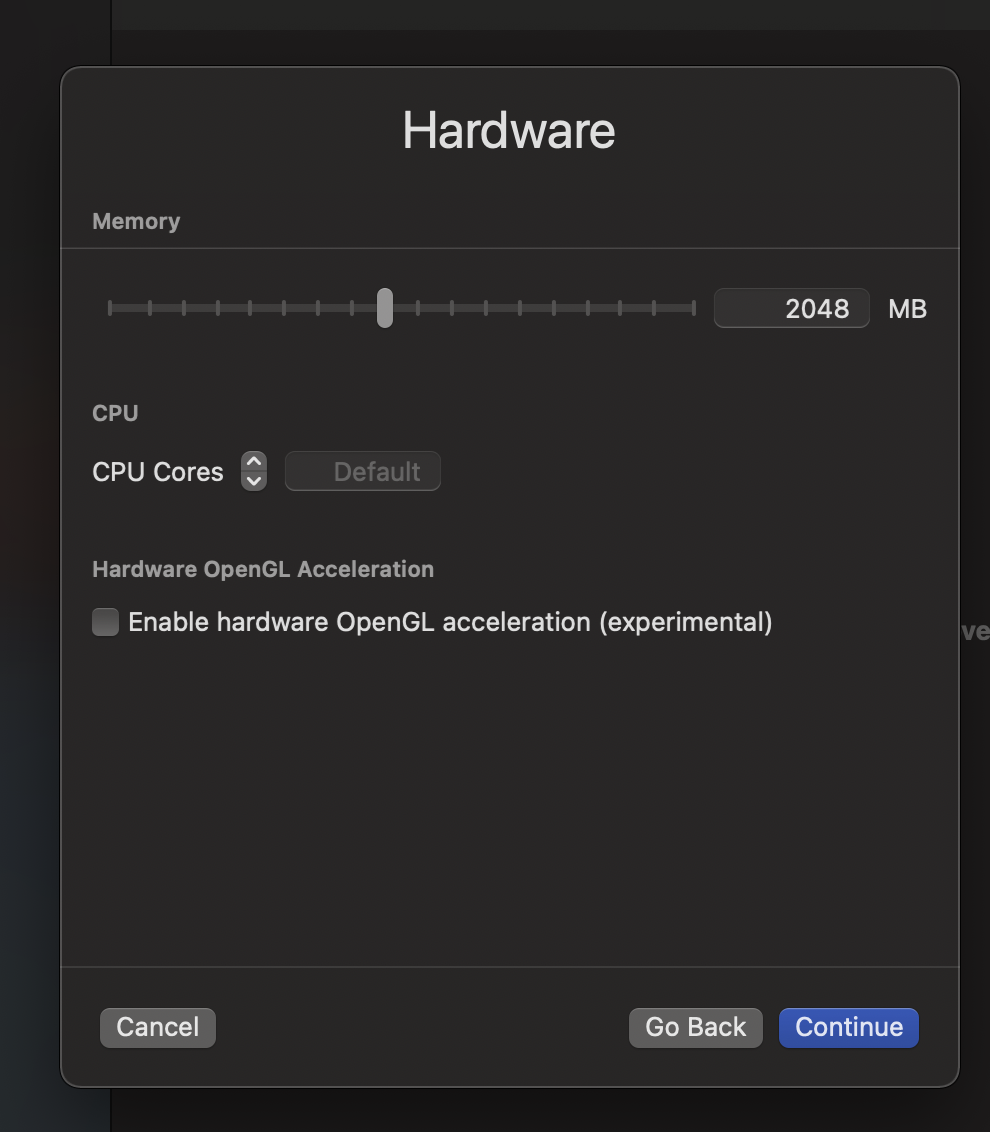 Hardware
Memory
2048 MB
CPU
CPU Cores Default
Hardware OpenGL Acceleration
Enable hardware OpenGL acceleration (experimental)
ve
Cancel Go Back Continue